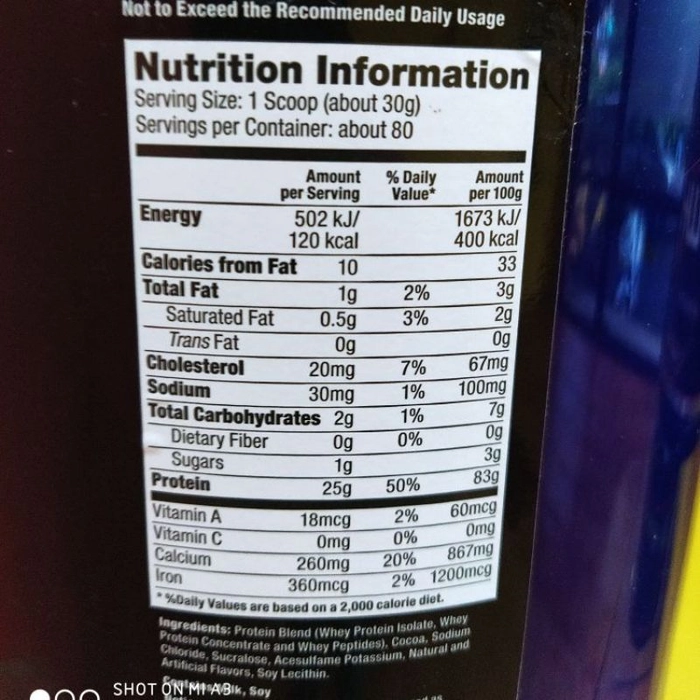 Not to Exceed the Recommended Daily Usage
Nutrition Information
Serving Size: 1 Scoop (about 30g)
Servings per Container: about 80
Amount per Serving % Daily Value* Amount per 100g
Energy 502 kJ/ 120 kcal 1673 kJ/ 400 kcal
Calories from Fat 10 33
Total Fat 1g 2% 3g
Saturated Fat 0.5g 3% 2g
Trans Fat 0g 0g
Cholesterol 20mg 7% 67mg
Sodium 30mg 1% 100mg
Total Carbohydrates 2g 1% 7g
Dietary Fiber 0g 0% 0g
Sugars 1g 3g
Protein 25g 50% 83g
Vitamin A 18mcg 2% 60mcg
Vitamin C 0mg 0% 0mg
Calcium 260mg 20% 867mg
Iron 360mcg 2% 1200mcg
*%Daily Values are based on a 2,000 calorie diet.
Ingredients: Protein Blend (Whey Protein Isolate, Whey
Protein Concentrate and Whey Peptides), Cocoa, Sodium
Chloride, Sucralose, Acesulfame Potassium, Natural and
Artificial Flavors, Soy Lecithin.
Soy
SHOT ON MI A3